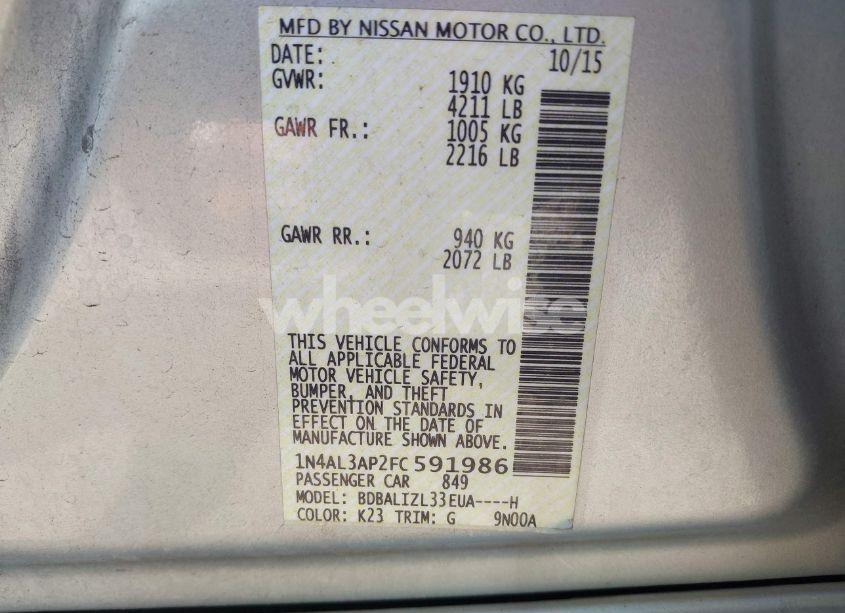 MFD BY NISSAN MOTOR CO., LTD.
DATE: 10/15
GVWR: 1910 KG
4211 LB
GAWR FR.: 1005 KG
2216 LB
GAWR RR.: 940 KG
2072 LB
wheelwise
THIS VEHICLE CONFORMS TO
ALL APPLICABLE FEDERAL
MOTOR VEHICLE SAFETY,
BUMPER, AND THEFT
PREVENTION STANDARDS IN
EFFECT ON THE DATE OF
MANUFACTURE SHOWN ABOVE.
1N4AL3AP2FC591986
PASSENGER CAR 849
MODEL: BDBALIZL33EUA----H
COLOR: K23 TRIM: G 9N00A